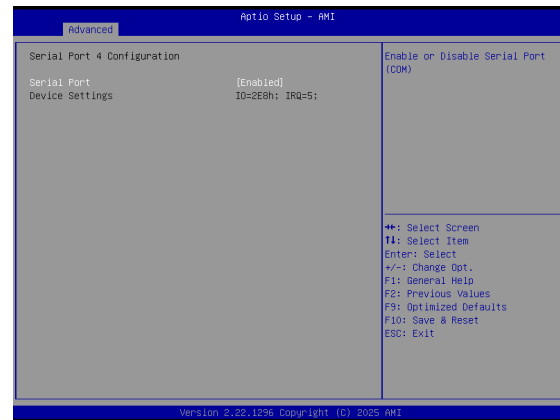 Aptio Setup - AMI
Advanced
Serial Port 4 Configuration
Serial Port [Enabled]
Device Settings IO=2E8h; IRQ=5;
Enable or Disable Serial Port
(COM)
→←: Select Screen
↑↓: Select Item
Enter: Select
+/-: Change Opt.
F1: General Help
F2: Previous Values
F9: Optimized Defaults
F10: Save & Reset
ESC: Exit
Version 2.22.1296 Copyright (C) 2025 AMI